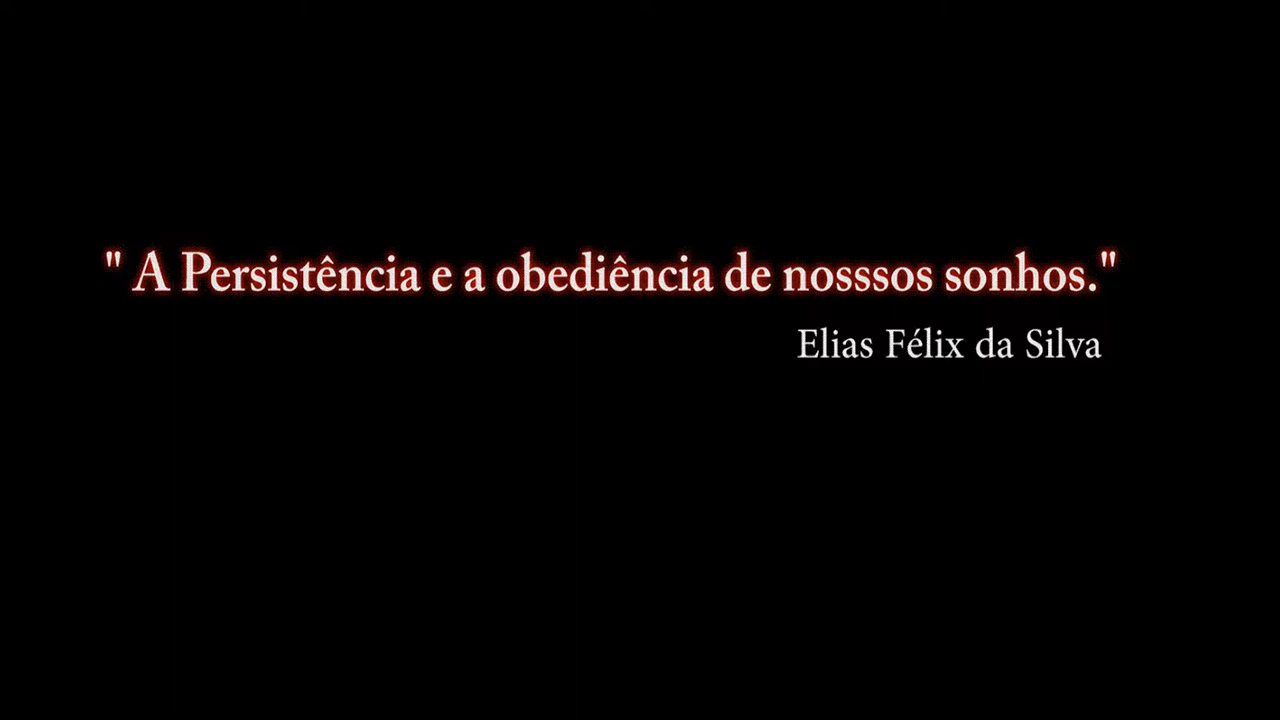 " A Persistência e a obediência de nosssos sonhos."
Elias Félix da Silva